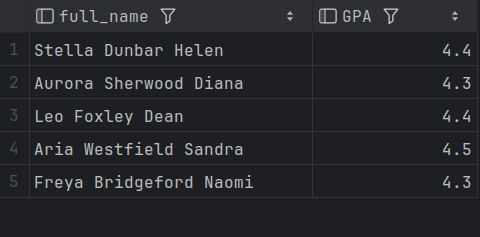 full_name GPA
1 Stella Dunbar Helen 4.4
2 Aurora Sherwood Diana 4.3
3 Leo Foxley Dean 4.4
4 Aria Westfield Sandra 4.5
5 Freya Bridgeford Naomi 4.3